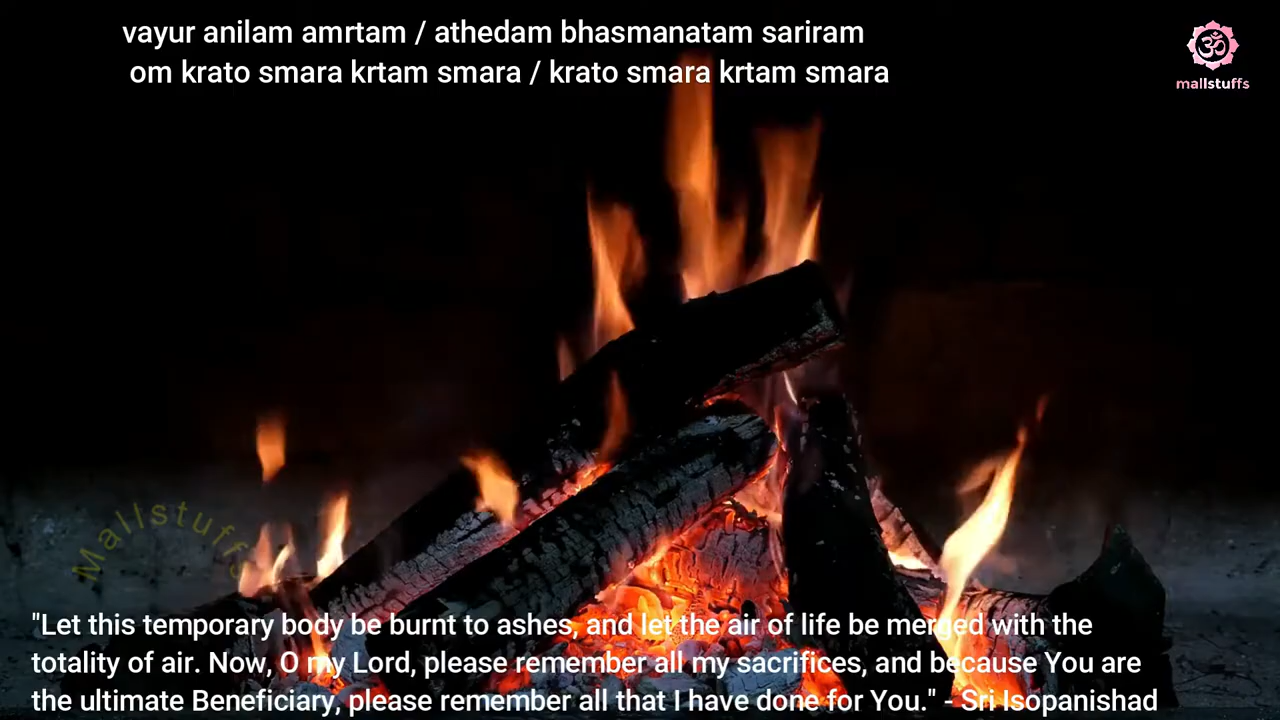 vayur anilam amrtam / athedam bhasmanatam sariram
om krato smara krtam smara / krato smara krtam smara
ॐ
mallstuffs
Mallstuffs
"Let this temporary body be burnt to ashes, and let the air of life be merged with the
totality of air. Now, O my Lord, please remember all my sacrifices, and because You are
the ultimate Beneficiary, please remember all that I have done for You." - Sri Isopanishad